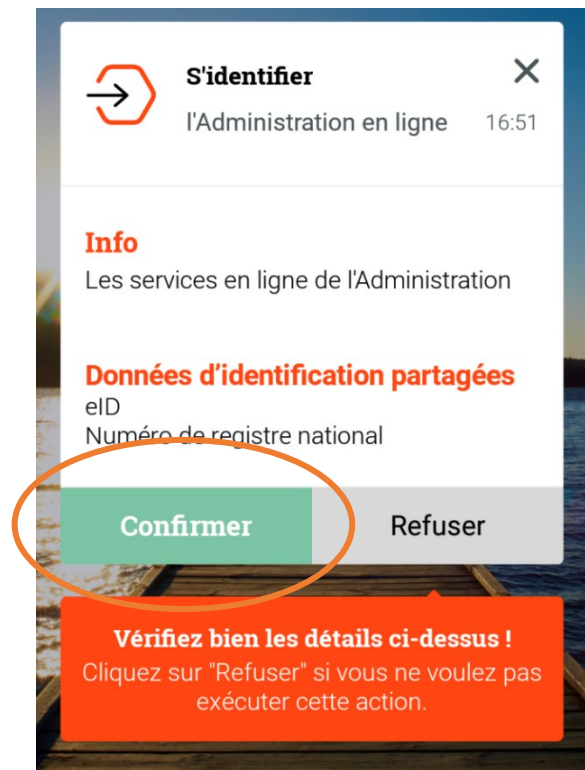 S'identifier
l'Administration en ligne 16:51
Info
Les services en ligne de l'Administration
Données d’identification partagées
eID
Numéro de registre national
Confirmer Refuser
Vérifiez bien les détails ci-dessus !
Cliquez sur "Refuser" si vous ne voulez pas
exécuter cette action.